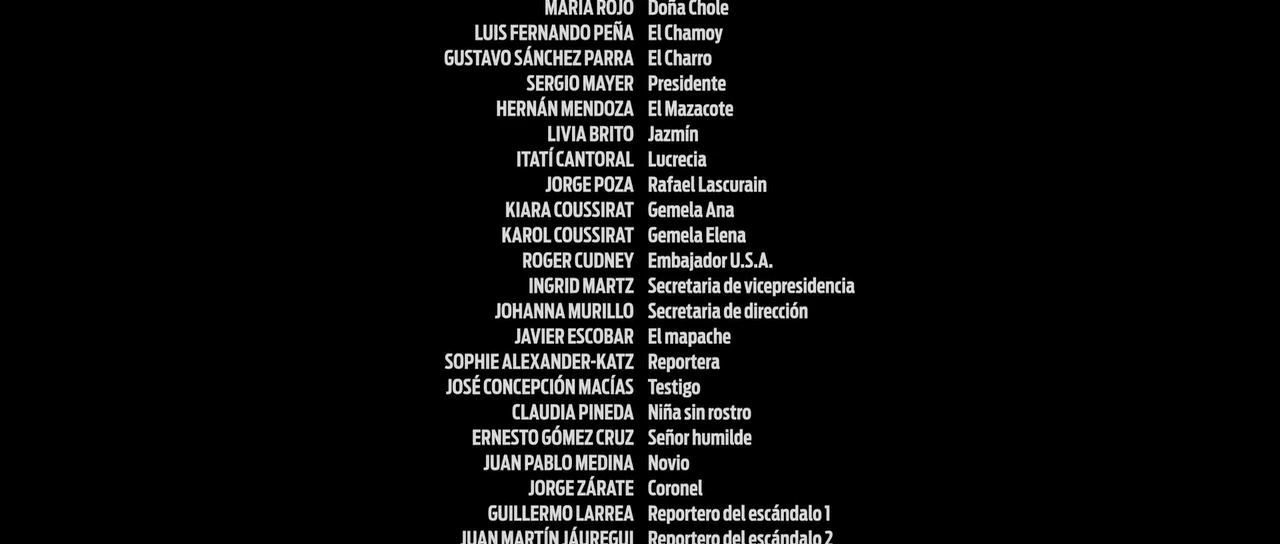 MARÍA ROJO Doña Chole
LUIS FERNANDO PEÑA El Chamoy
GUSTAVO SÁNCHEZ PARRA El Charro
SERGIO MAYER Presidente
HERNÁN MENDOZA El Mazacote
LIVIA BRITO Jazmín
ITATÍ CANTORAL Lucrecia
JORGE POZA Rafael Lascurain
KIARA COUSSIRAT Gemela Ana
KAROL COUSSIRAT Gemela Elena
ROGER CUDNEY Embajador U.S.A.
INGRID MARTZ Secretaria de vicepresidencia
JOHANNA MURILLO Secretaria de dirección
JAVIER ESCOBAR El mapache
SOPHIE ALEXANDER-KATZ Reportera
JOSÉ CONCEPCIÓN MACÍAS Testigo
CLAUDIA PINEDA Niña sin rostro
ERNESTO GÓMEZ CRUZ Señor humilde
JUAN PABLO MEDINA Novio
JORGE ZÁRATE Coronel
GUILLERMO LARREA Reportero del escándalo 1
JUAN MARTÍN JÁUREGUI Reportero del escándalo 2